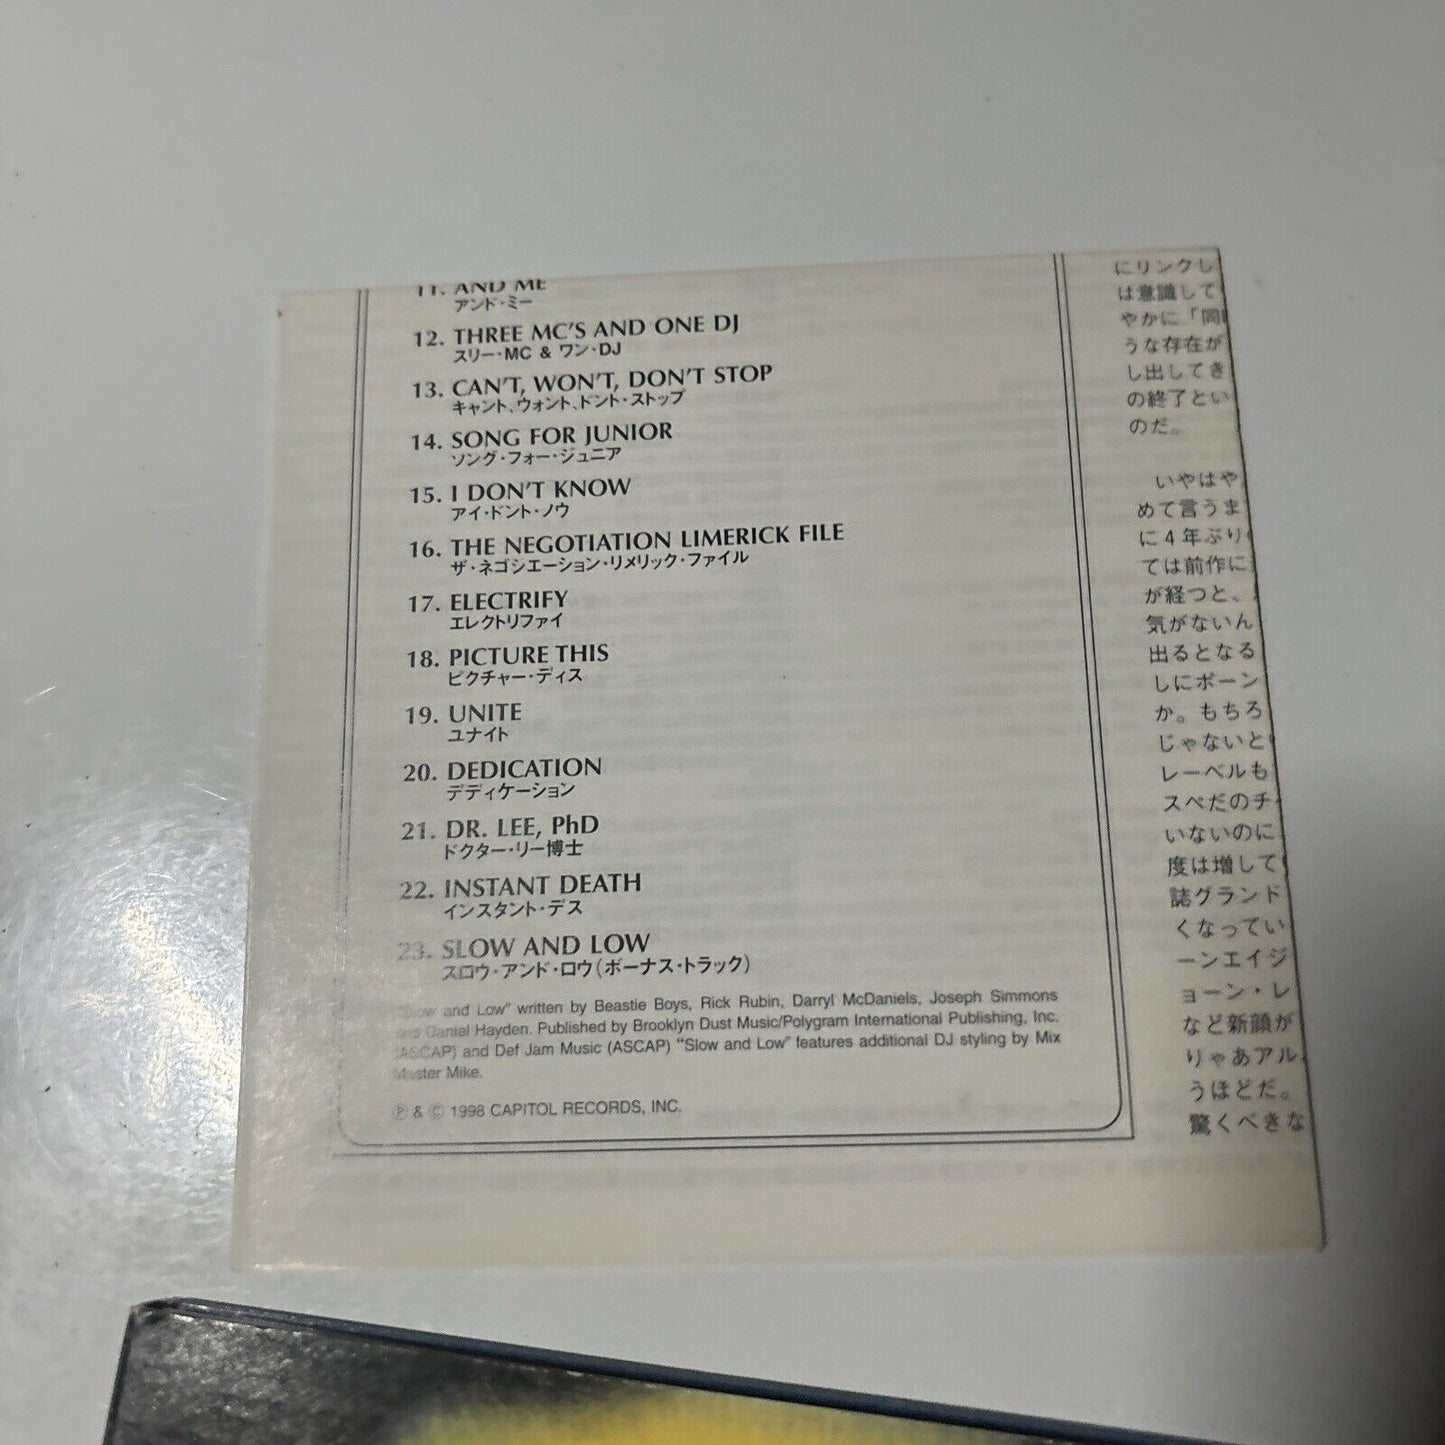 11. AND ME
アンド・ミー
12. THREE MC'S AND ONE DJ
スリー・MC & ワン・DJ
13. CAN'T, WON'T, DON'T STOP
キャント、ウォント、ドント・ストップ
14. SONG FOR JUNIOR
ソング・フォー・ジュニア
15. I DON'T KNOW
アイ・ドント・ノウ
16. THE NEGOTIATION LIMERICK FILE
ザ・ネゴシエーション・リメリック・ファイル
17. ELECTRIFY
エレクトリファイ
18. PICTURE THIS
ピクチャー・ディス
19. UNITE
ユナイト
20. DEDICATION
デディケーション
21. DR. LEE, PhD
ドクター・リー博士
22. INSTANT DEATH
インスタント・デス
23. SLOW AND LOW
スロウ・アンド・ロウ(ボーナス・トラック)
"Slow and Low" written by Beastie Boys, Rick Rubin, Darryl McDaniels, Joseph Simmons
and Daniel Hayden. Published by Brooklyn Dust Music/Polygram International Publishing, Inc.
(ASCAP) and Def Jam Music (ASCAP) "Slow and Low" features additional DJ styling by Mix
Master Mike.
Ⓟ & © 1998 CAPITOL RECORDS, INC.
にリンクし
は意識して
やかに「同
うな存在が
し出してき
の終了とい
のだ。
いやはや
めて言うま
に4年ぶり
ては前作に
が経つと、
気がないん
出るとなる
しにボーン
か。もちろ
じゃないと
レーベルも
スペだのチ
いないのに
度は増して
誌グランド
くなってい
ーンエイジ
ョーン・レ
など新顔が
りゃあアル
うほどだ。
驚くべきな